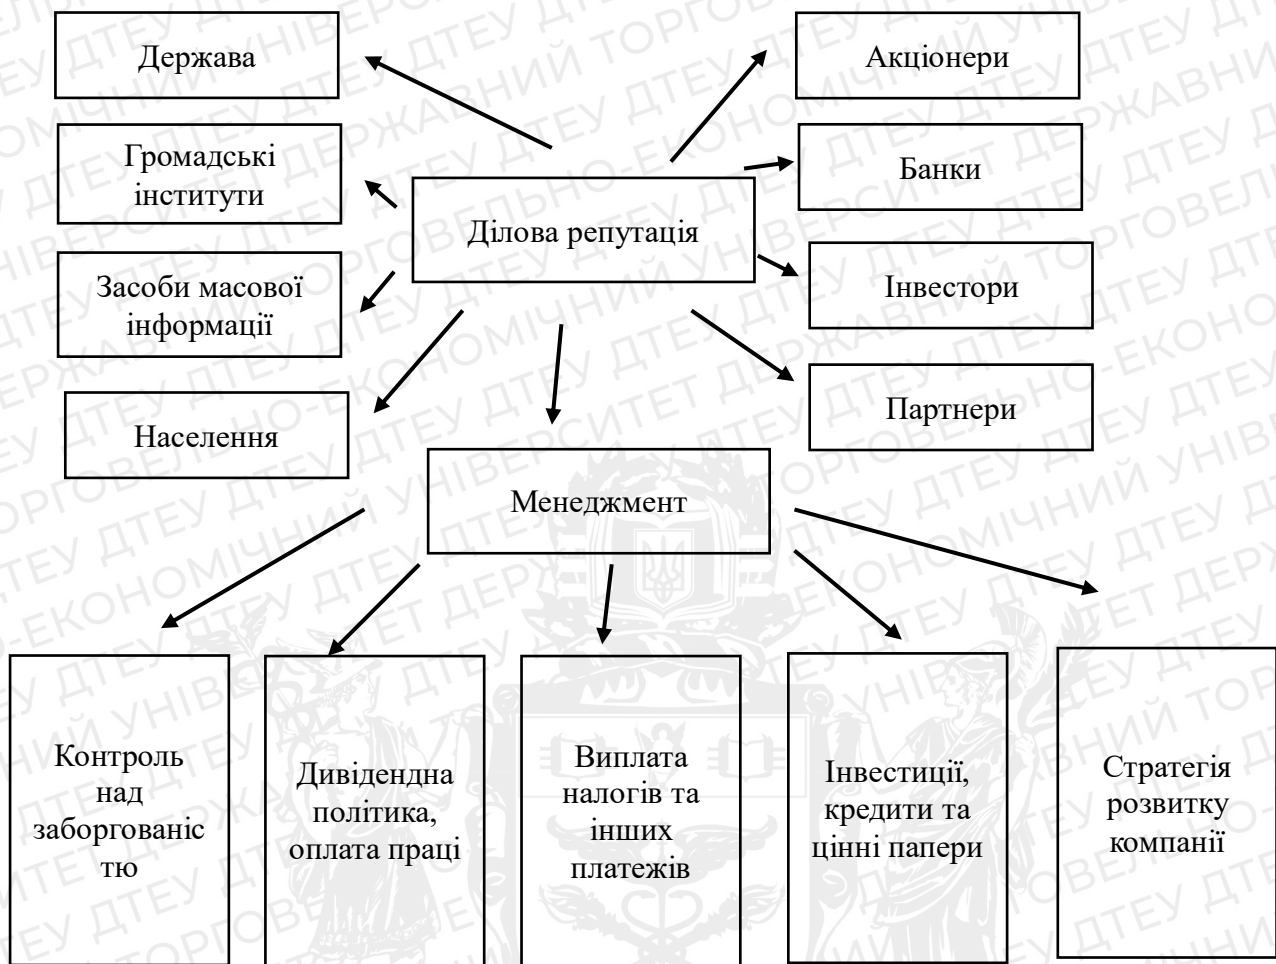 Держава
Акціонери
Громадські
інститути
Банки
Ділова репутація
Засоби масової
інформації
Інвестори
Населення
Партнери
Менеджмент
Контроль
над
заборгованіс
тю
Дивідендна
політика,
оплата праці
Виплата
налогів та
інших
платежів
Інвестиції,
кредити та
цінні папери
Стратегія
розвитку
компанії